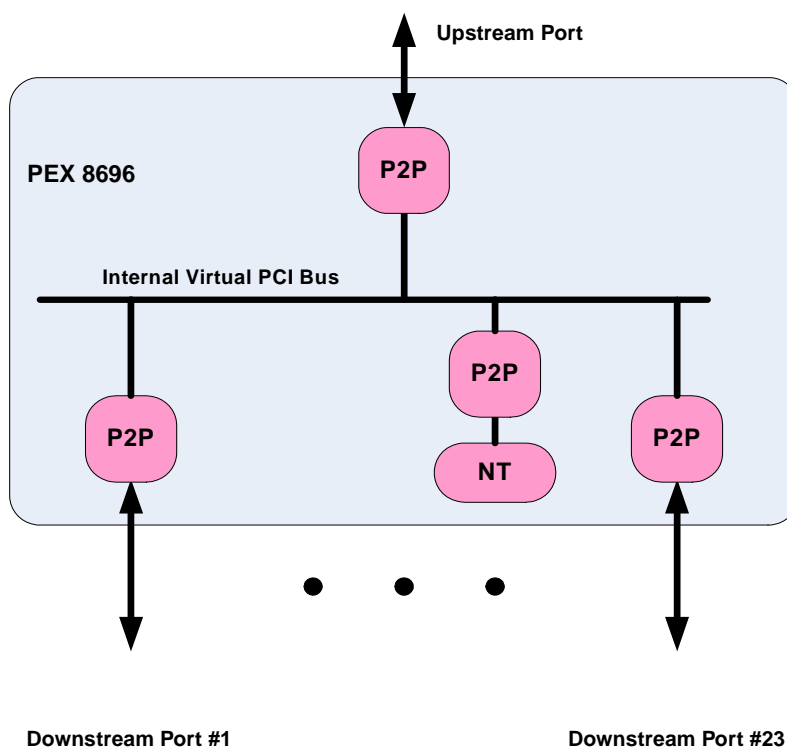 Upstream Port
P2P
PEX 8696
Internal Virtual PCI Bus
P2P
P2P
P2P
NT
Downstream Port #1
Downstream Port #23